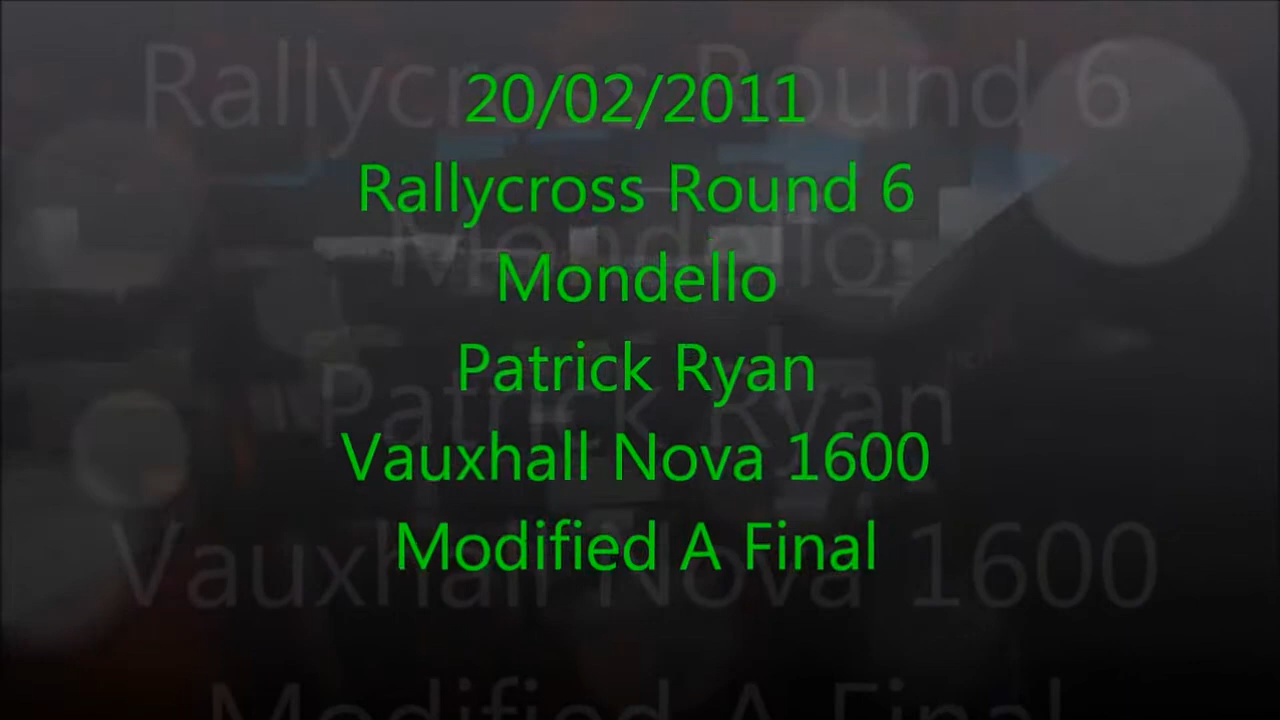 20/02/2011
Rallycross Round 6
Mondello
Patrick Ryan
Vauxhall Nova 1600
Modified A Final